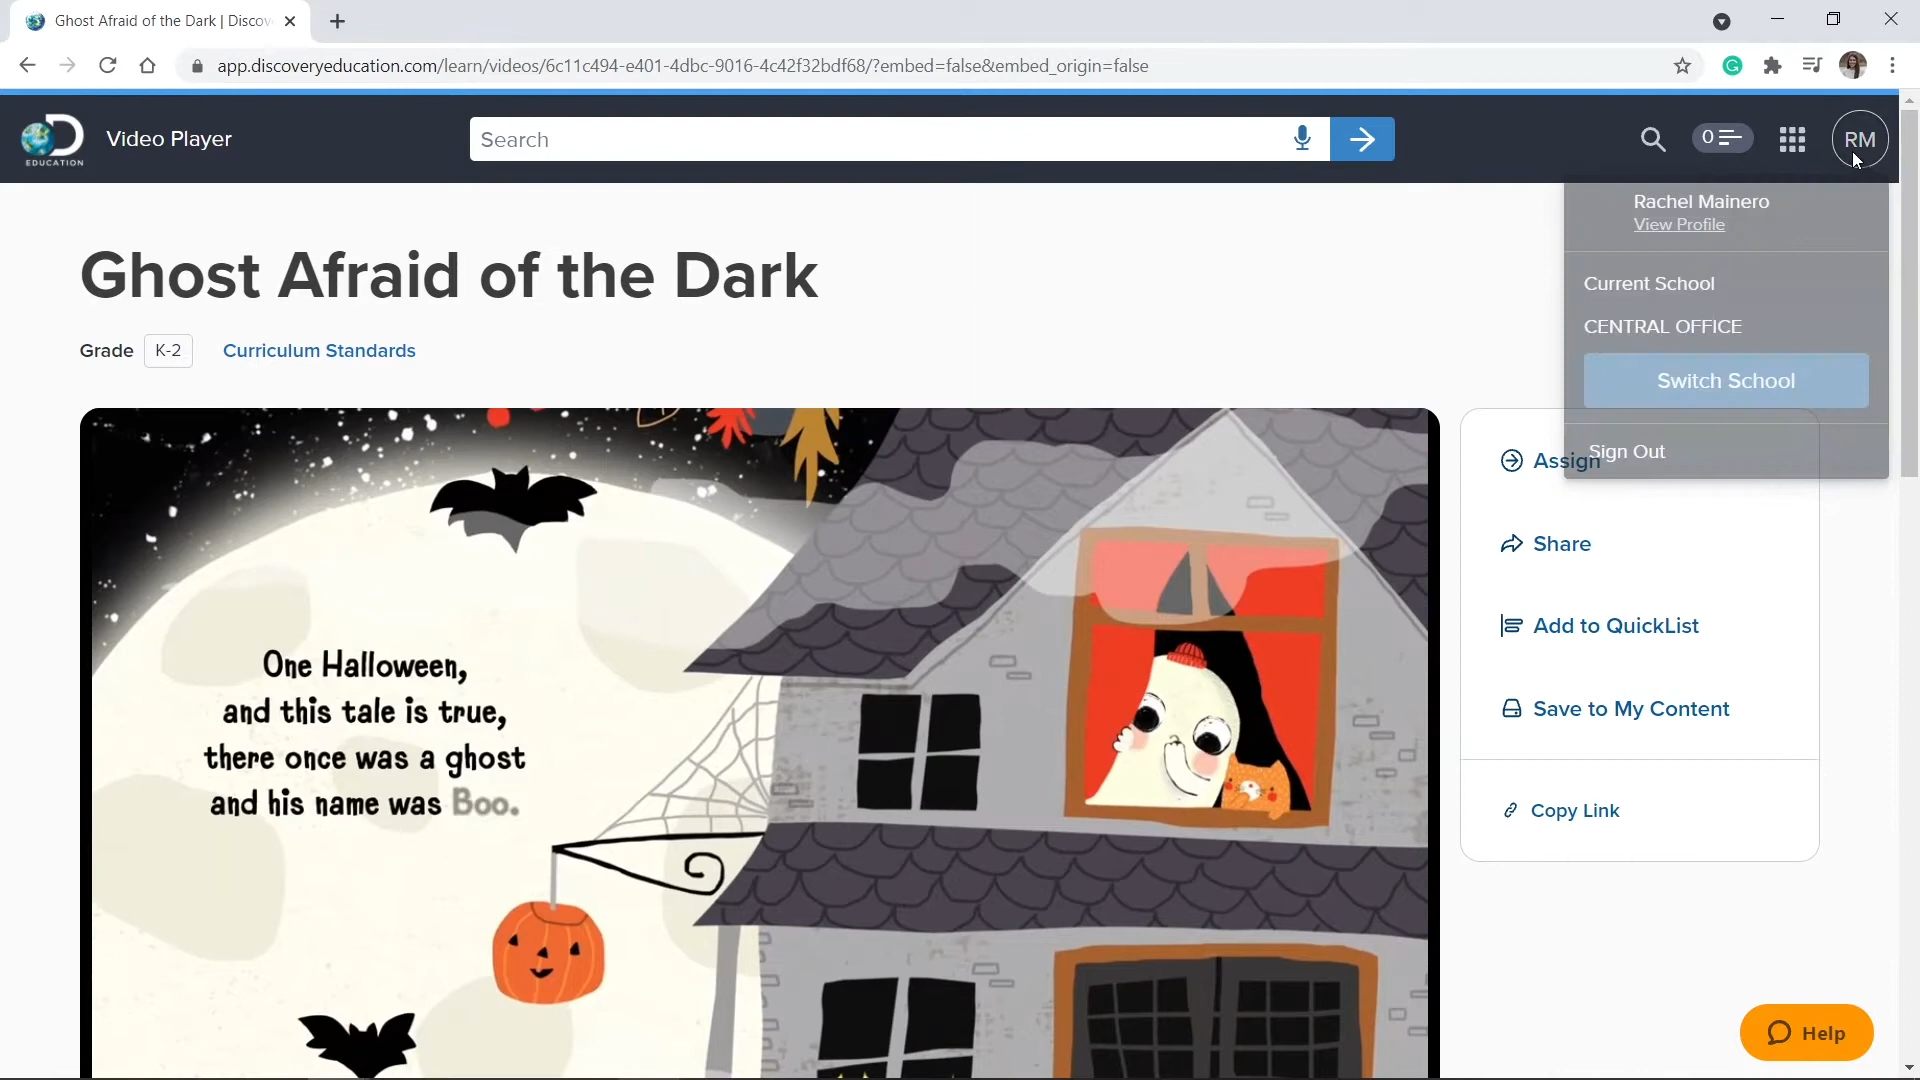 Ghost Afraid of the Dark | Discov
app.discoveryeducation.com/learn/videos/6c11c494-e401-4dbc-9016-4c42f32bdf68/?embed=false&embed_origin=false
EDUCATION
Video Player
Search
0
RM
Rachel Mainero
View Profile
Current School
CENTRAL OFFICE
Switch School
Sign Out
Ghost Afraid of the Dark
Grade K-2 Curriculum Standards
One Halloween,
and this tale is true,
there once was a ghost
and his name was Boo.
Assign
Share
Add to QuickList
Save to My Content
Copy Link
Help